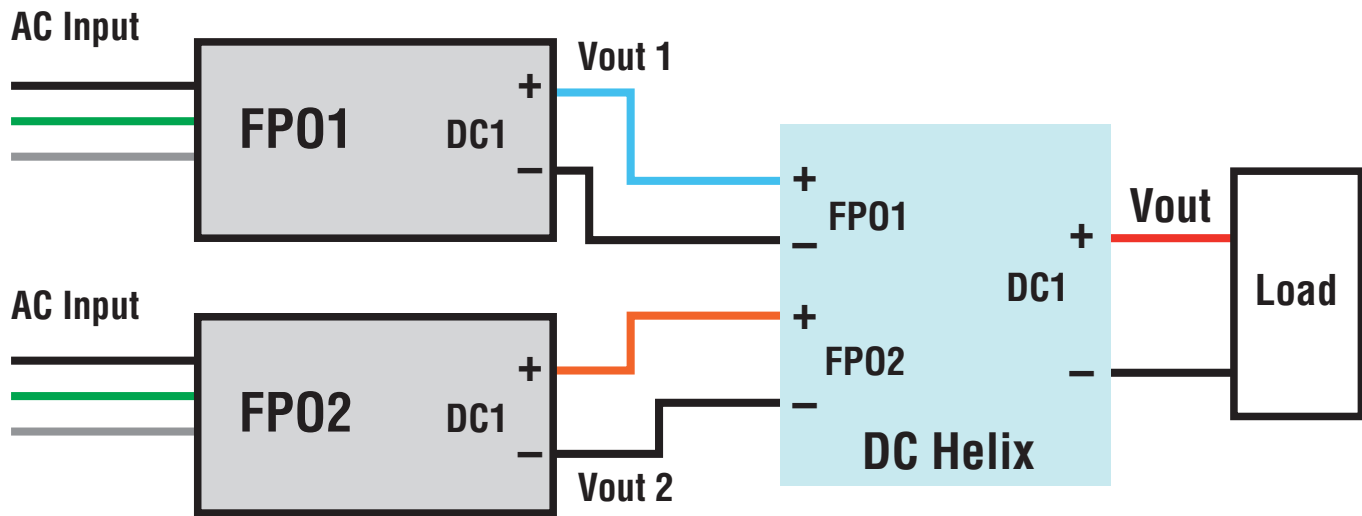 AC Input
Vout 1
+
FPO1
DC1
−
+
FPO1
−
Vout
+
DC1
Load
−
AC Input
+
FPO2
−
+
FPO2
DC1
−
DC Helix
Vout 2